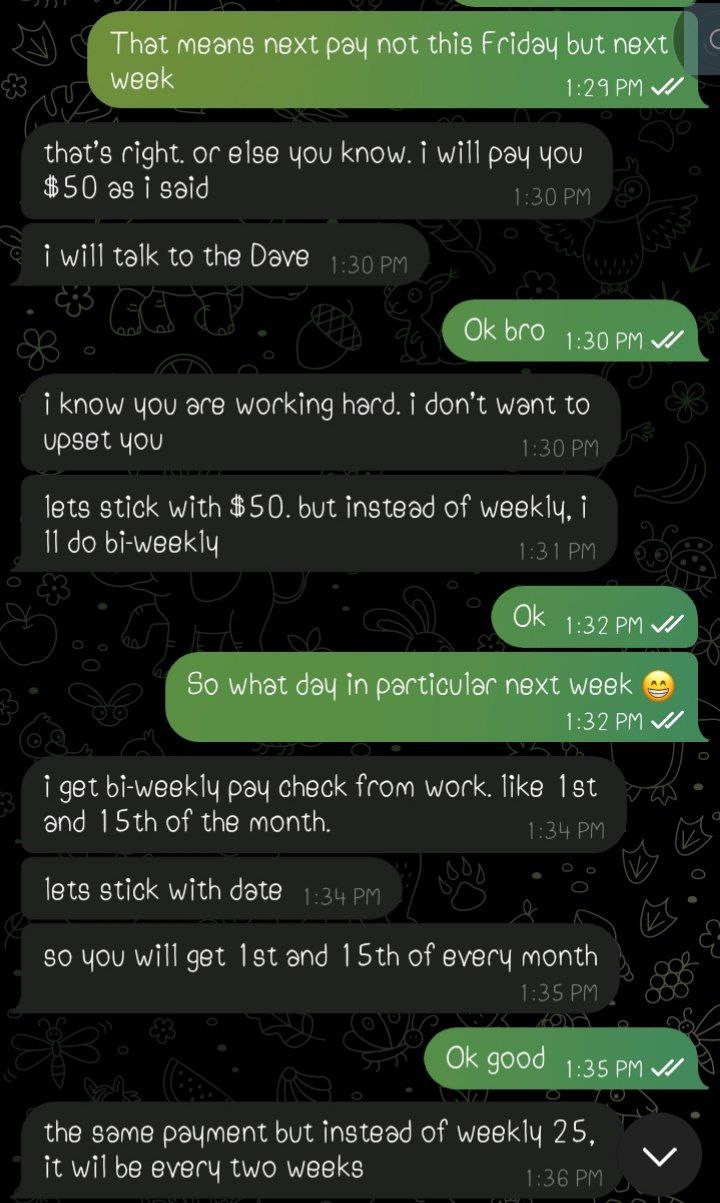 That means next pay not this Friday but next
week
1:29 PM
that's right. or else you know. i will pay you
$50 as i said
1:30 PM
i will talk to the Dave 1:30 PM
Ok bro 1:30 PM
i know you are working hard. i don't want to
upset you
1:30 PM
lets stick with $50. but instead of weekly, i
ll do bi-weekly
1:31 PM
Ok 1:32 PM
So what day in particular next week 😁
1:32 PM
i get bi-weekly pay check from work. like 1st
and 15th of the month.
1:34 PM
lets stick with date 1:34 PM
so you will get 1st and 15th of every month
1:35 PM
Ok good 1:35 PM
the same payment but instead of weekly 25,
it wil be every two weeks
1:36 PM